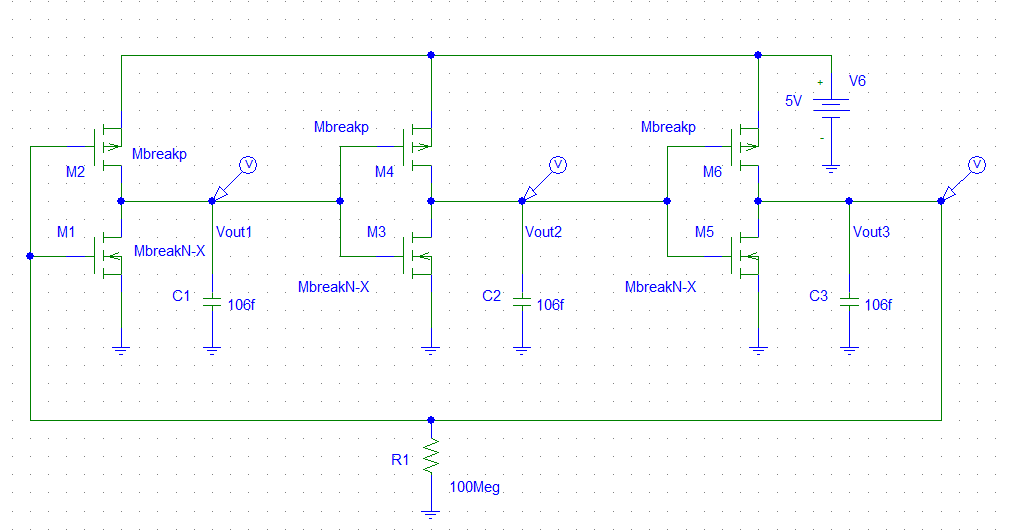 +
V6
5V
-
Mbreakp
Mbreakp
Mbreakp
V
V
V
M2
M4
M6
M1
Vout1
M3
Vout2
M5
Vout3
MbreakN-X
MbreakN-X
MbreakN-X
C1
106f
C2
106f
C3
106f
R1
100Meg